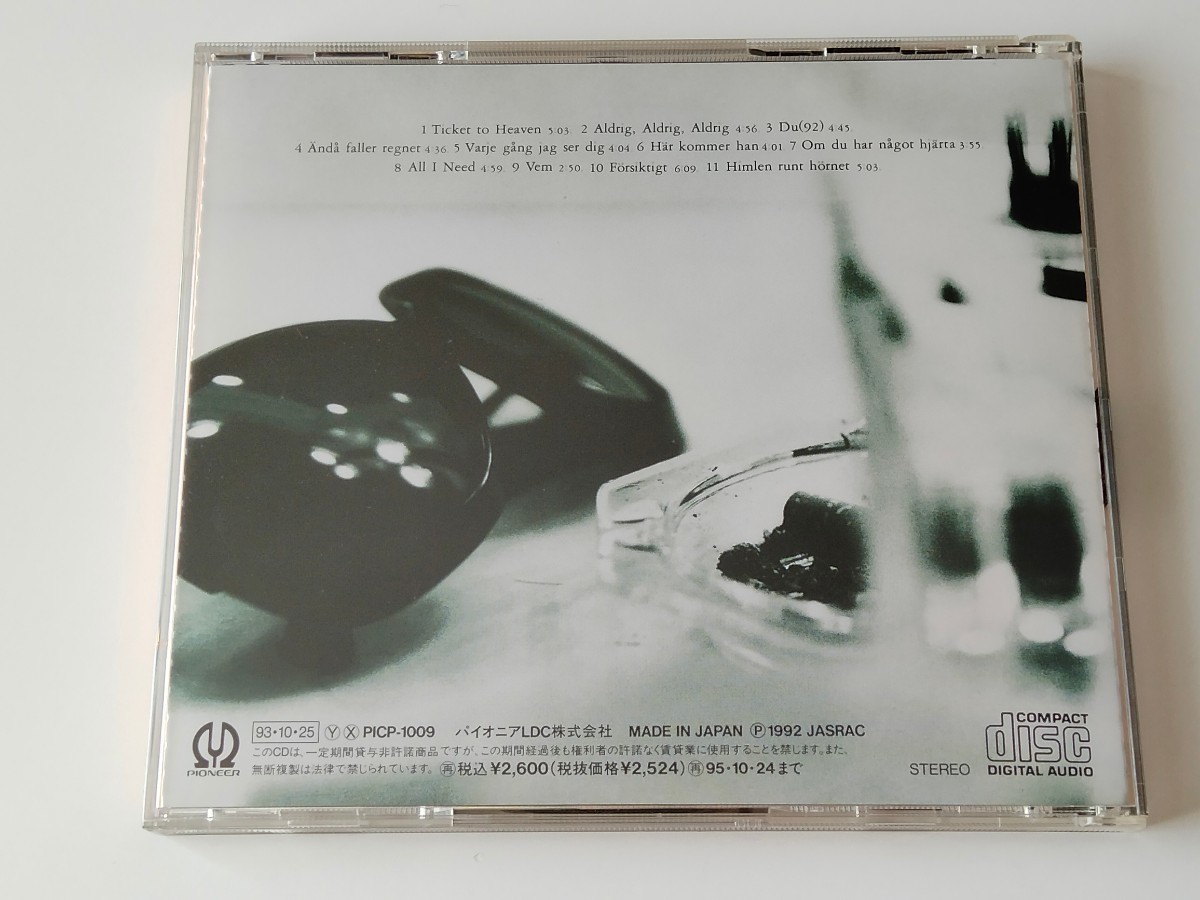 1 Ticket to Heaven 5:03. 2 Aldrig, Aldrig, Aldrig 4:56. 3 Du(92) 4:45.
4 Ändå faller regnet 4:36. 5 Varje gång jag ser dig 4:04 6 Här kommer han 4:01. 7 Om du har något hjärta 3:55.
8 All I Need 4:59. 9 Vem 2:50. 10 Försiktigt 6:09. 11 Himlen runt hörnet 5:03.
PIONEER
93·10·25 Ⓨ Ⓧ PICP-1009 パイオニアLDC株式会社 MADE IN JAPAN Ⓟ1992 JASRAC
このCDは、一定期間貸与非許諾商品ですが、この期間経過後も権利者の許諾なく賃貸業に使用することを禁じます。また、
無断複製は法律で禁じられています。 ㊢税込¥2,600(税抜価格¥2,524)㊢95·10·24まで
STEREO
COMPACT
disc
DIGITAL AUDIO